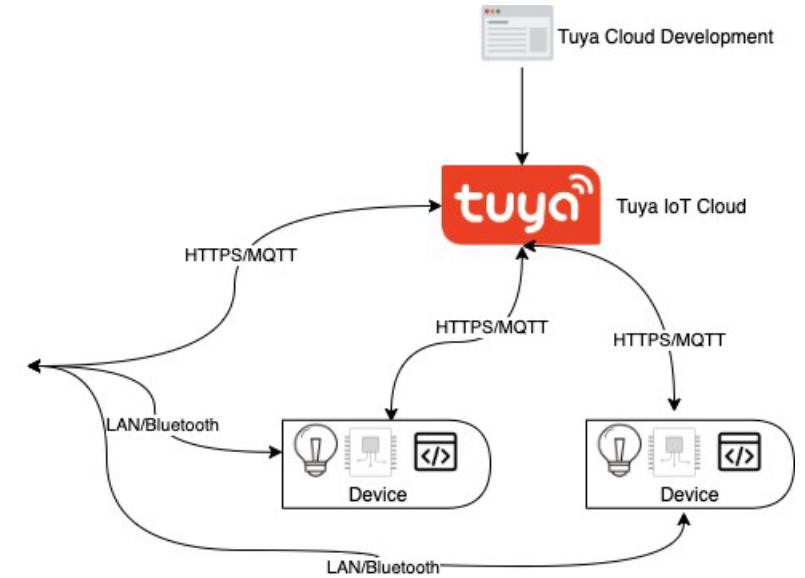 Tuya Cloud Development
tuya
Tuya IoT Cloud
HTTPS/MQTT
HTTPS/MQTT
HTTPS/MQTT
LAN/Bluetooth
</>
</>
Device
Device
LAN/Bluetooth